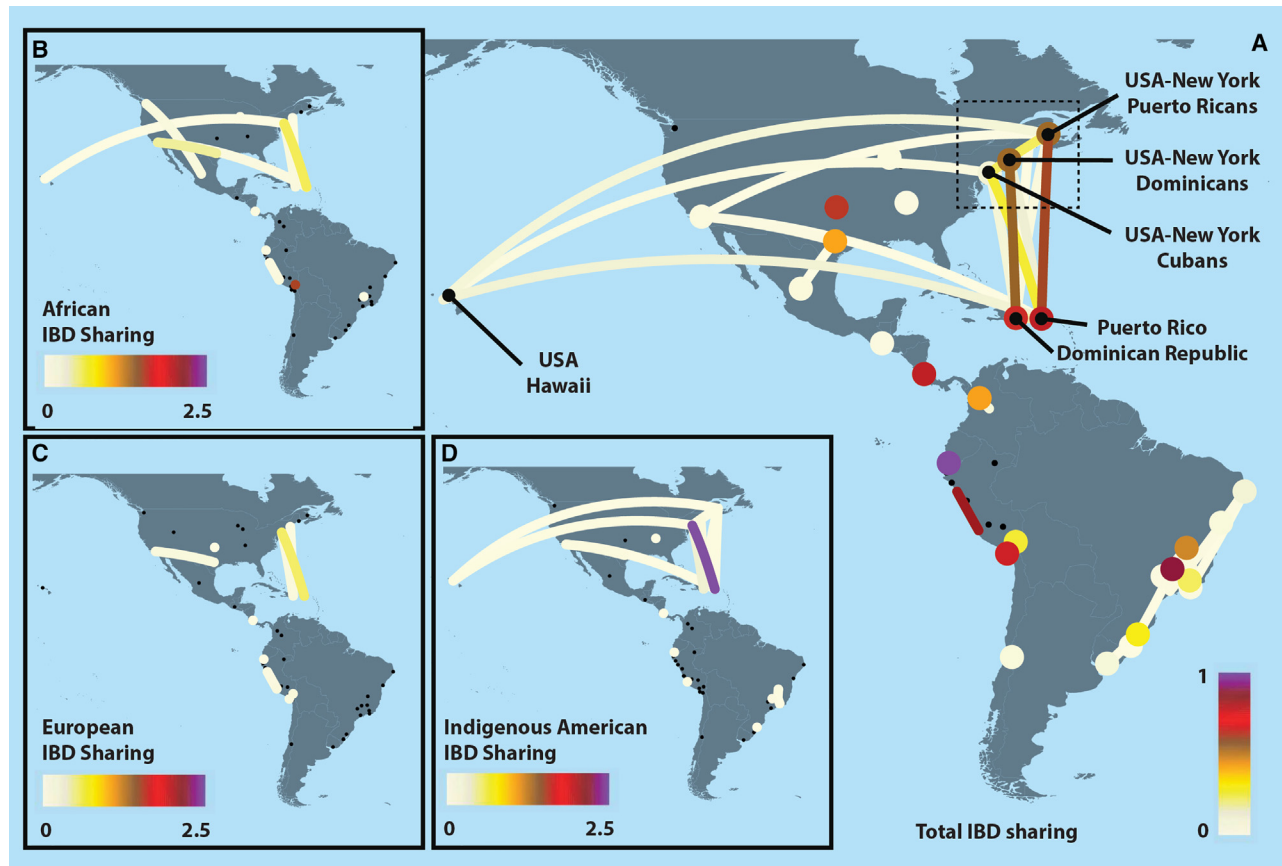 B
African
IBD Sharing
0
2.5
A
USA-New York
Puerto Ricans
USA-New York
Dominicans
USA-New York
Cubans
Puerto Rico
Dominican Republic
USA
Hawaii
C
European
IBD Sharing
0
2.5
D
Indigenous American
IBD Sharing
0
2.5
1
0
Total IBD sharing